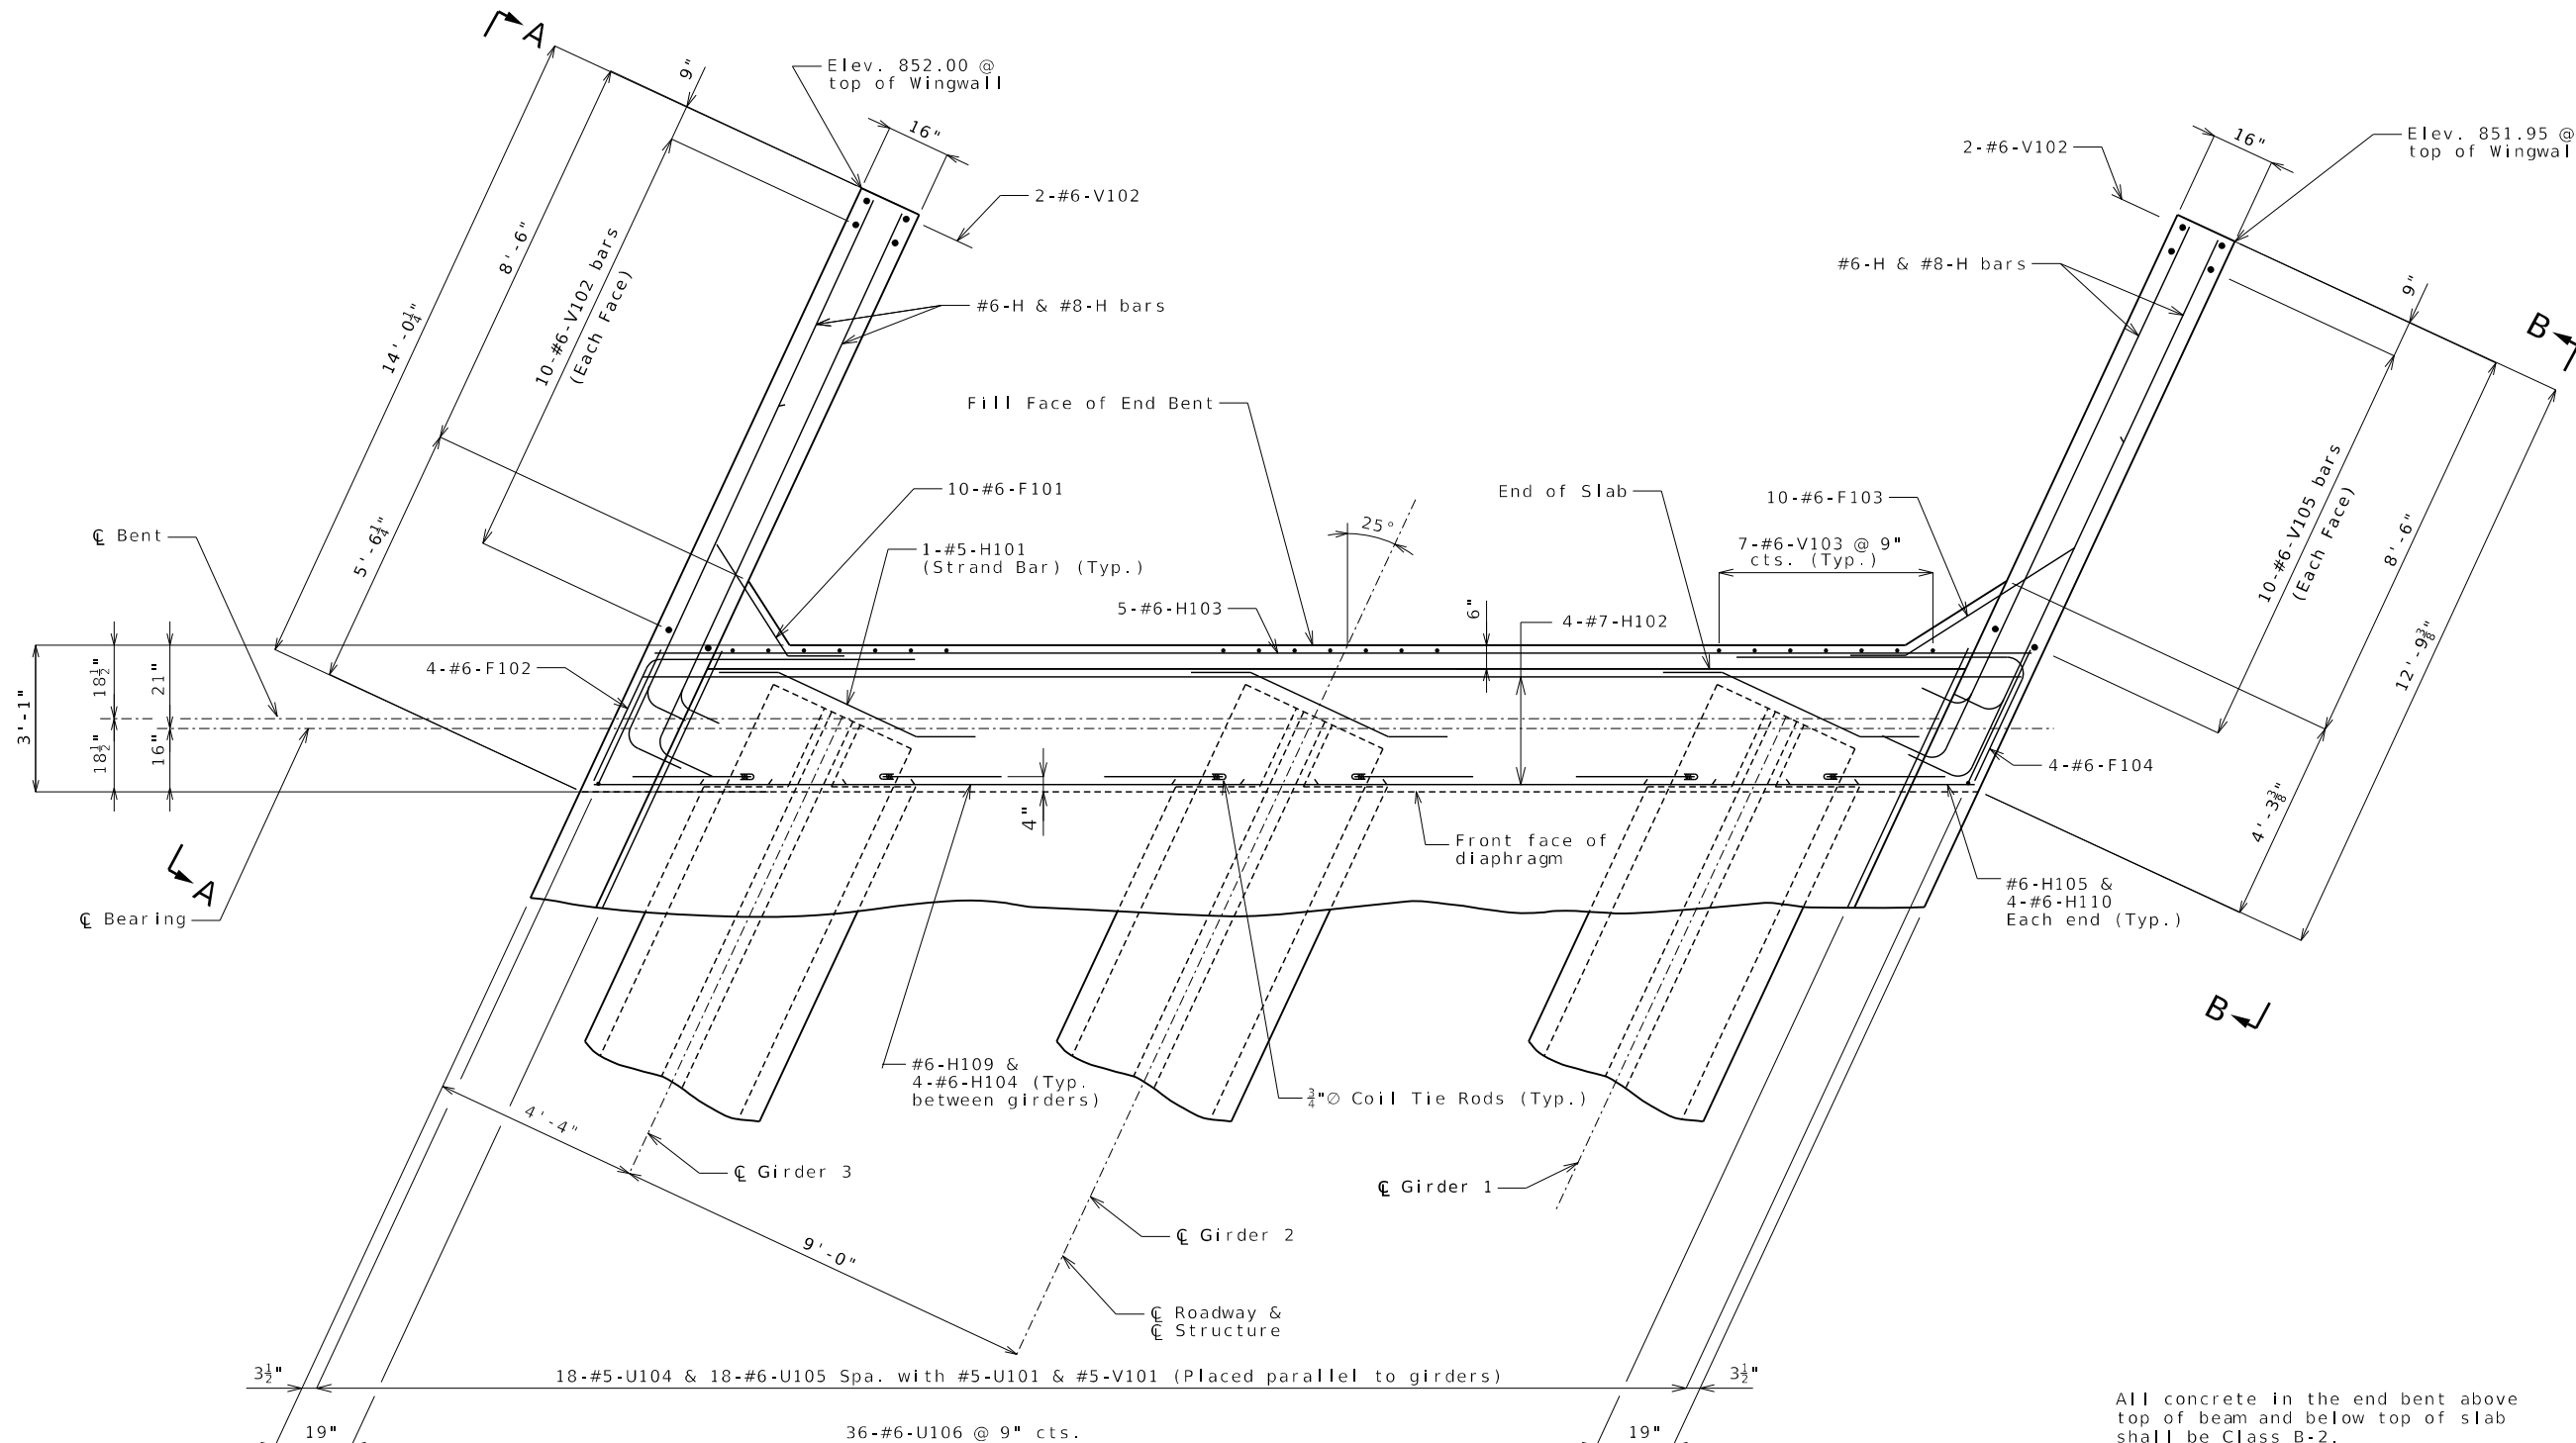 A
9"
Elev. 852.00 @
top of Wingwall
16"
2-#6-V102
2-#6-V102
16"
Elev. 851.95 @
top of Wingwal
8'-6"
10-#6-V102 bars
(Each Face)
14'-0¼"
#6-H & #8-H bars
#6-H & #8-H bars
9"
B
Fill Face of End Bent
10-#6-F101
End of Slab
10-#6-F103
25°
10-#6-V105 bars
(Each Face)
8'-6"
℄ Bent
5'-6¼"
1-#5-H101
(Strand Bar) (Typ.)
7-#6-V103 @ 9"
cts. (Typ.)
5-#6-H103
6"
4-#7-H102
12'-9⅜"
4-#6-F102
18½"
21"
3'-1"
18½"
16"
4-#6-F104
4"
4'-3⅜"
Front face of
diaphragm
A
℄ Bearing
#6-H105 &
4-#6-H110
Each end (Typ.)
B
#6-H109 &
4-#6-H104 (Typ.
between girders)
¾"∅ Coil Tie Rods (Typ.)
4'-4"
℄ Girder 3
℄ Girder 1
9'-0"
℄ Girder 2
℄ Roadway &
℄ Structure
3½"
18-#5-U104 & 18-#6-U105 Spa. with #5-U101 & #5-V101 (Placed parallel to girders)
3½"
19"
36-#6-U106 @ 9" cts.
19"
All concrete in the end bent above
top of beam and below top of slab
shall be Class B-2.